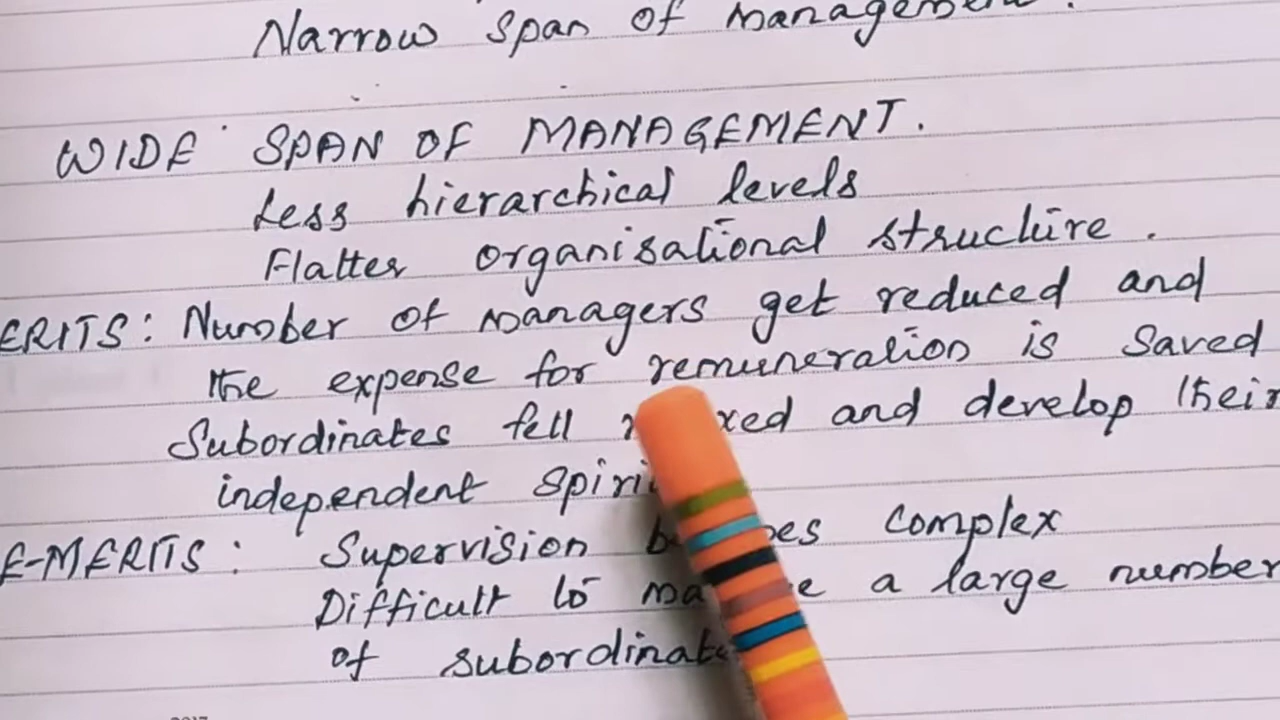 Narrow span of management.
WIDE SPAN OF MANAGEMENT.
Less hierarchical levels
Flatter organisational structure.
ERITS: Number of managers get reduced and
the expense for remuneration is saved
Subordinates fell and develop their
independent
E-MERITS: Supervision complex
Difficult to a large number
of